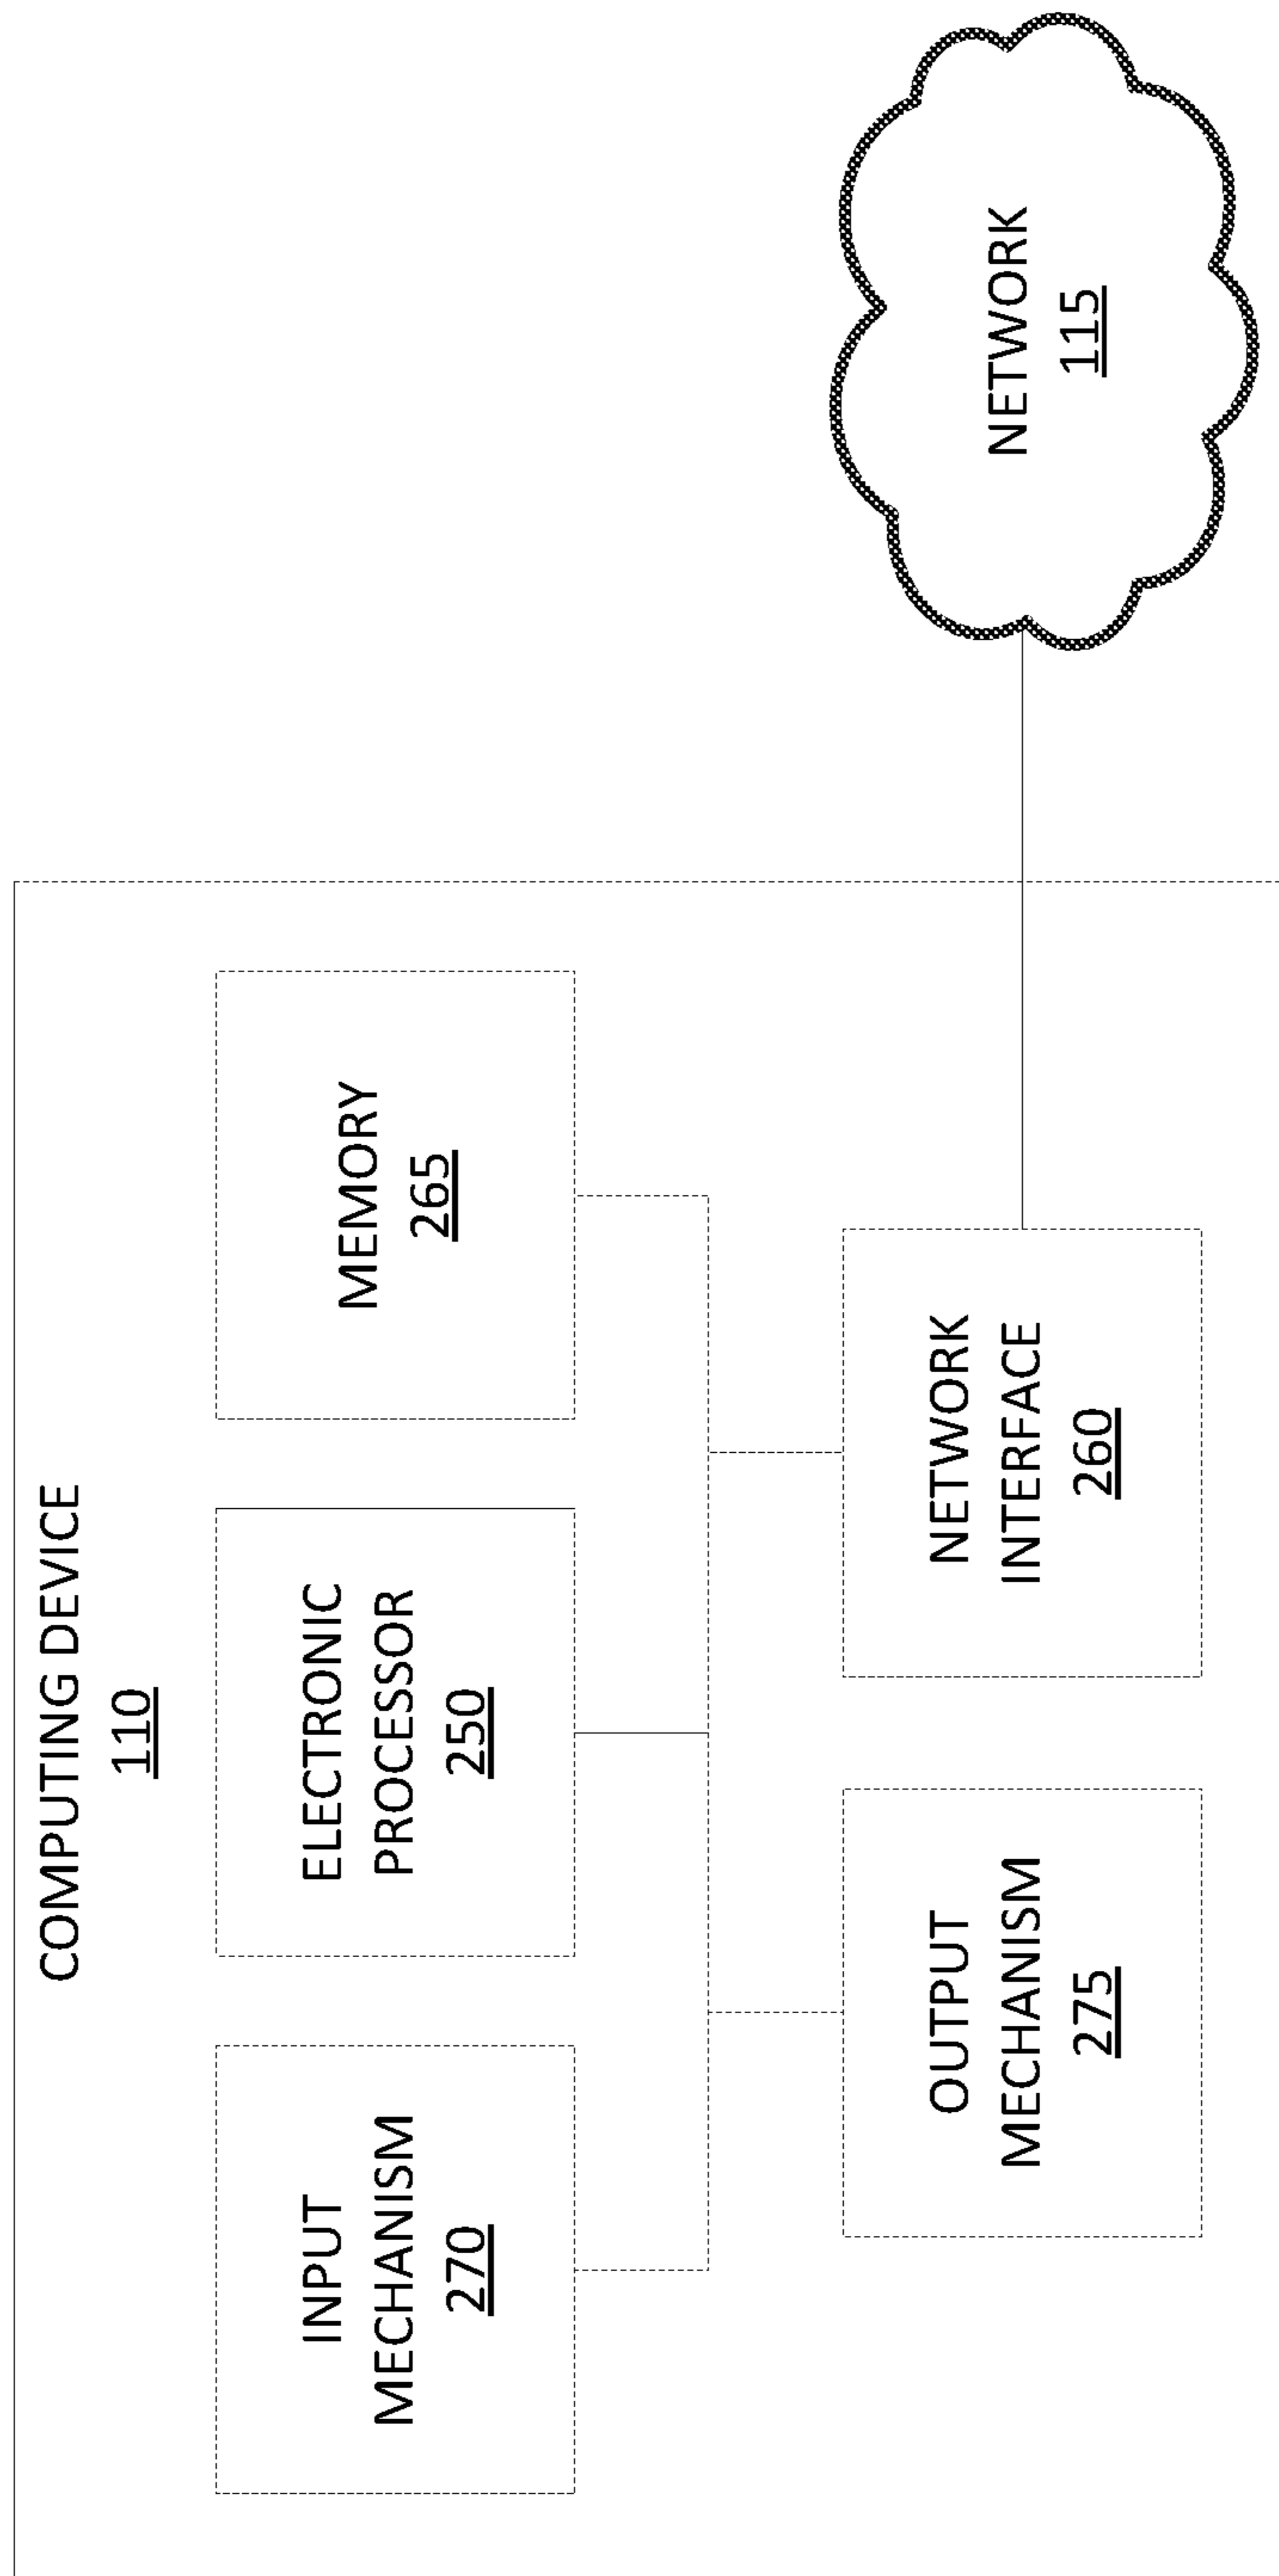 COMPUTING DEVICE
110
INPUT
MECHANISM
270
ELECTRONIC
PROCESSOR
250
MEMORY
265
OUTPUT
MECHANISM
275
NETWORK
INTERFACE
260
NETWORK
115